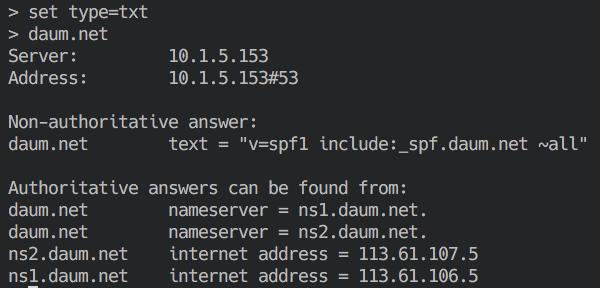 > set type=txt
> daum.net
Server:         10.1.5.153
Address:        10.1.5.153#53
Non-authoritative answer:
daum.net        text = "v=spf1 include:_spf.daum.net ~all"
Authoritative answers can be found from:
daum.net        nameserver = ns1.daum.net.
daum.net        nameserver = ns2.daum.net.
ns2.daum.net    internet address = 113.61.107.5
ns1.daum.net    internet address = 113.61.106.5